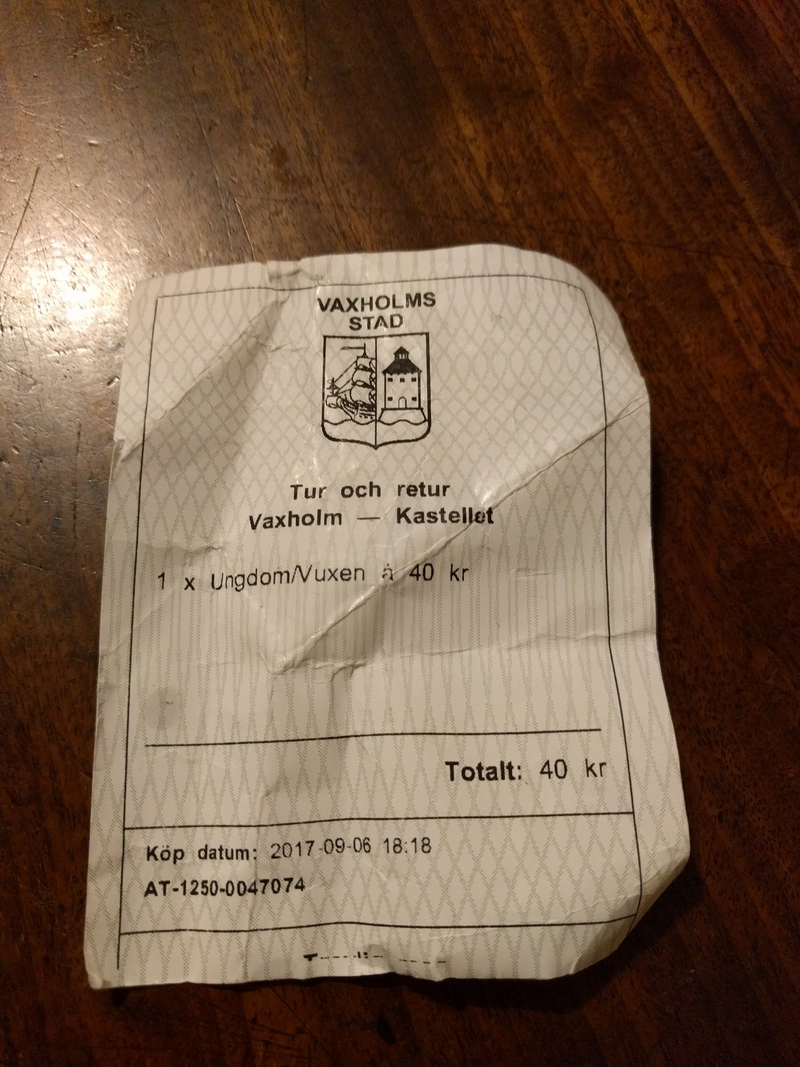 VAXHOLMS
STAD
Tur och retur
Vaxholm — Kastellet
1 x Ungdom/Vuxen à 40 kr
Totalt: 40 kr
Köp datum: 2017-09-06 18:18
AT-1250-0047074